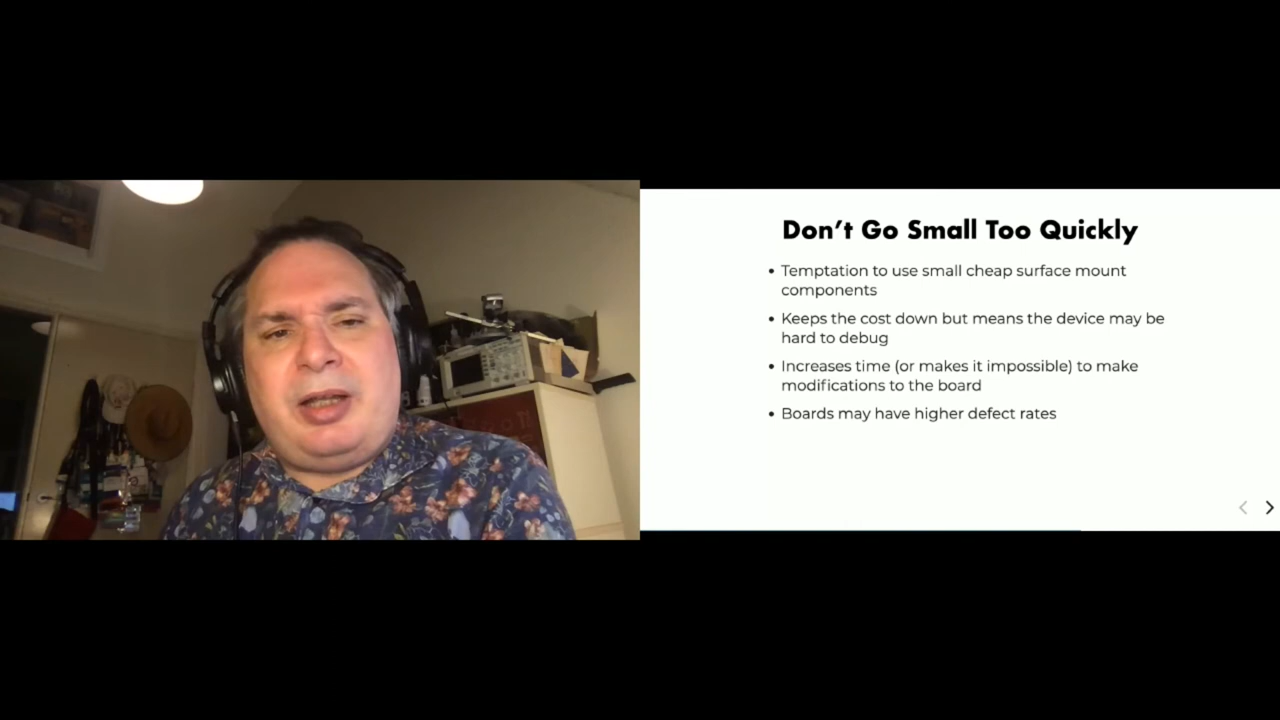 Don't Go Small Too Quickly
• Temptation to use small cheap surface mount
components
• Keeps the cost down but means the device may be
hard to debug
• Increases time (or makes it impossible) to make
modifications to the board
• Boards may have higher defect rates